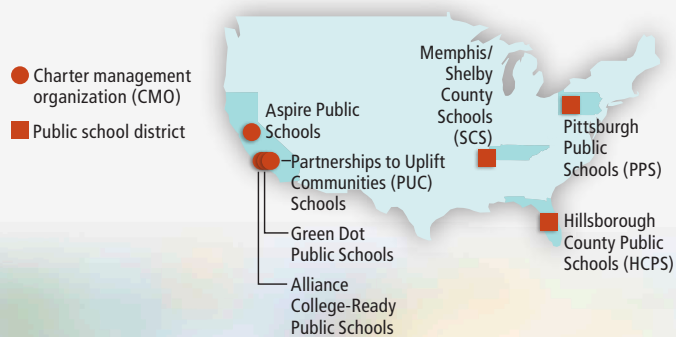 Charter management
organization (CMO)
Public school district
Aspire Public
Schools
Partnerships to Uplift
Communities (PUC)
Schools
Green Dot
Public Schools
Alliance
College-Ready
Public Schools
Memphis/
Shelby
County
Schools
(SCS)
Pittsburgh
Public
Schools (PPS)
Hillsborough
County Public
Schools (HCPS)